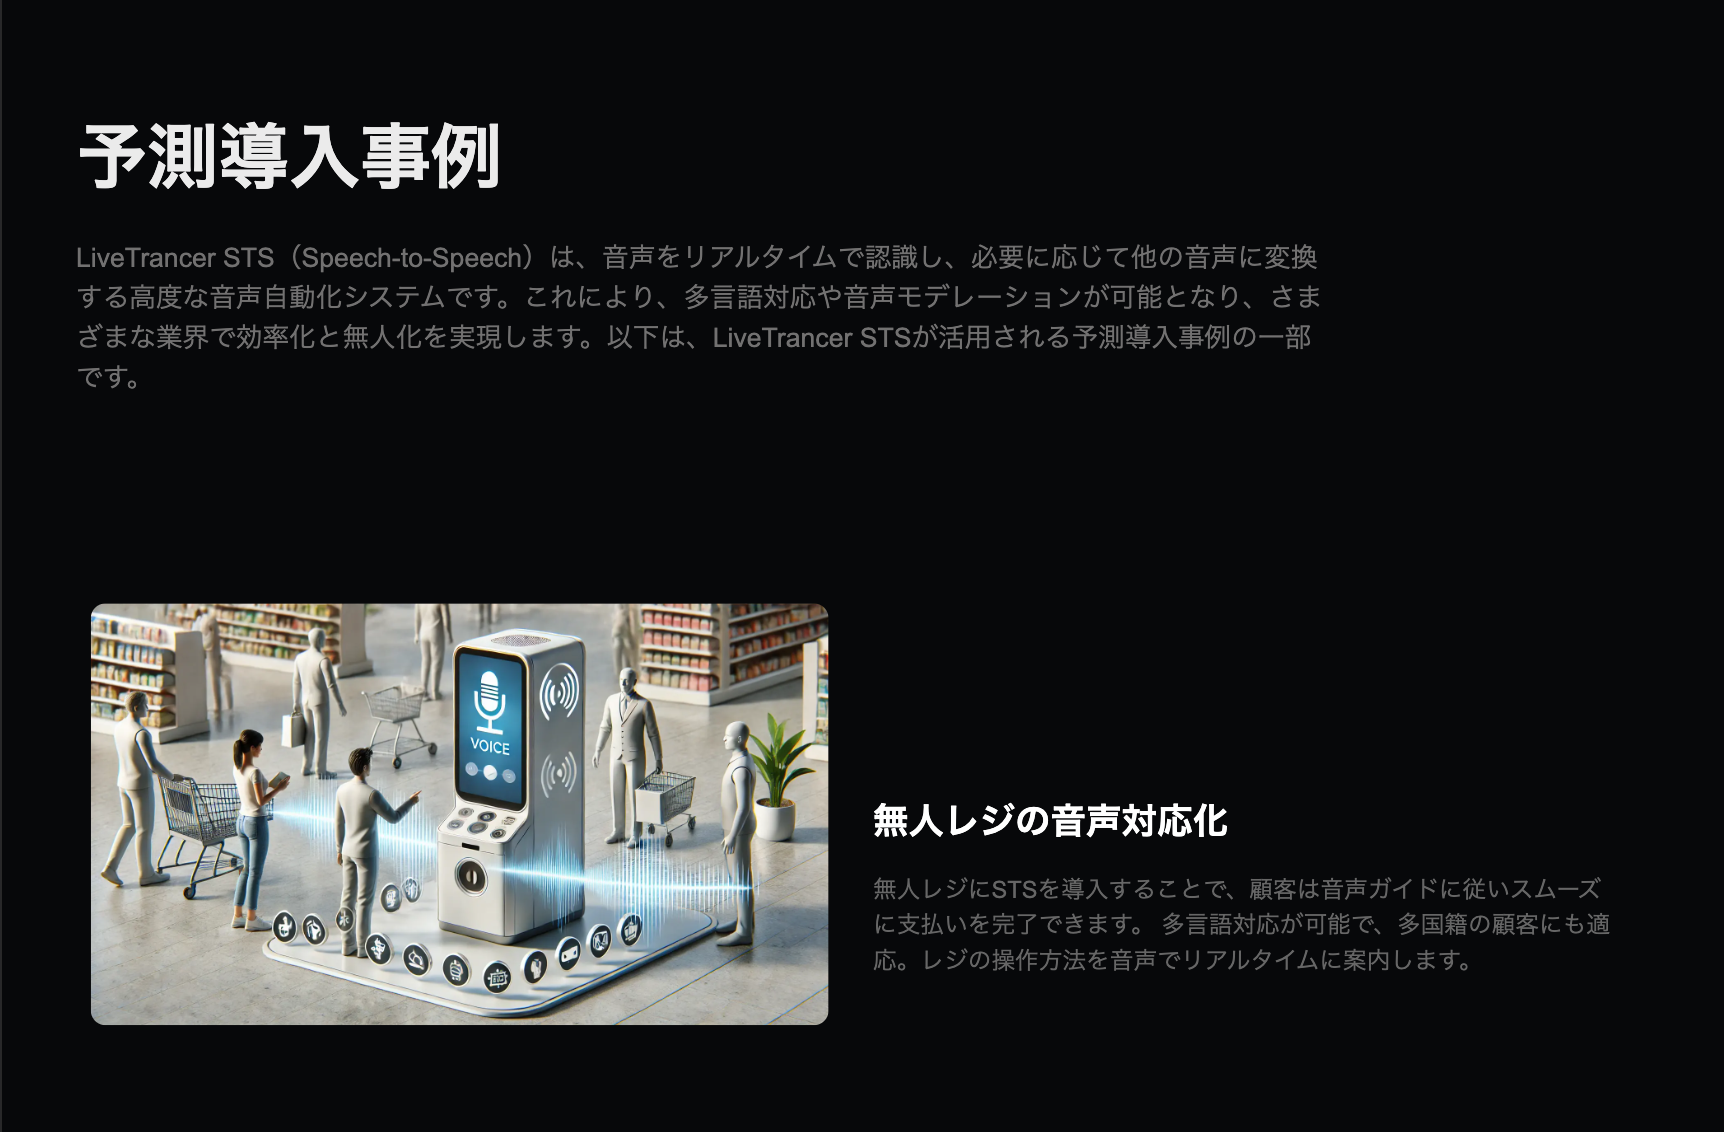 予測導入事例
LiveTrancer STS（Speech-to-Speech）は、音声をリアルタイムで認識し、必要に応じて他の音声に変換
する高度な音声自動化システムです。これにより、多言語対応や音声モデレーションが可能となり、さま
ざまな業界で効率化と無人化を実現します。以下は、LiveTrancer STSが活用される予測導入事例の一部
です。
VOICE
無人レジの音声対応化
無人レジにSTSを導入することで、顧客は音声ガイドに従いスムーズ
に支払いを完了できます。 多言語対応が可能で、多国籍の顧客にも適
応。レジの操作方法を音声でリアルタイムに案内します。